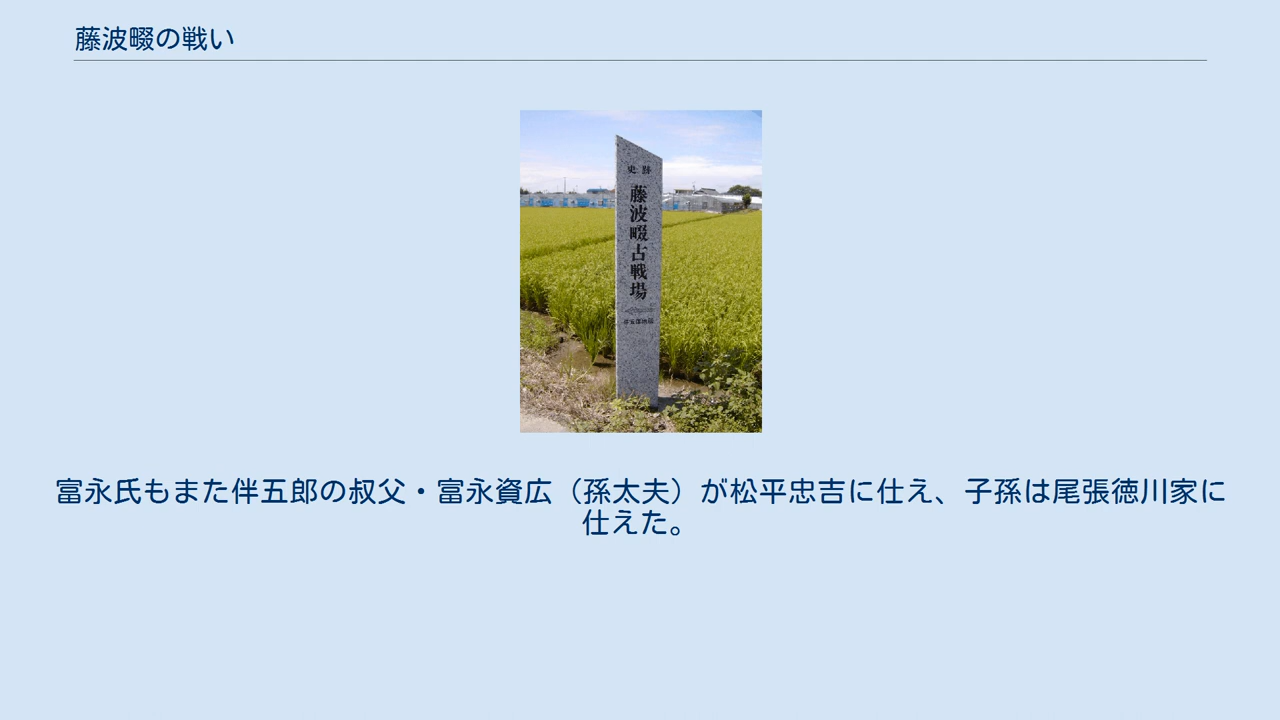 藤波畷の戦い
史跡
藤波畷古戦場
富永氏もまた伴五郎の叔父・富永資広（孫太夫）が松平忠吉に仕え、子孫は尾張徳川家に
仕えた。